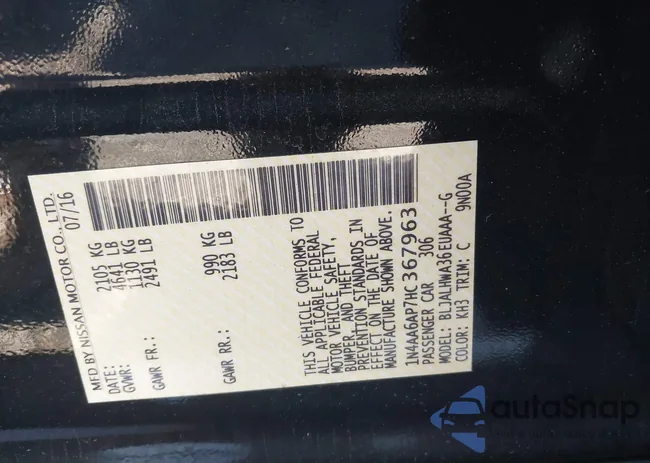 MFD BY NISSAN MOTOR CO., LTD.
DATE: 07/16
GVWR: 2105 KG
4641 LB
GAWR FR.: 1130 KG
2491 LB
GAWR RR.: 990 KG
2183 LB
THIS VEHICLE CONFORMS TO
ALL APPLICABLE FEDERAL
MOTOR VEHICLE SAFETY,
BUMPER, AND THEFT
PREVENTION STANDARDS IN
EFFECT ON THE DATE OF
MANUFACTURE SHOWN ABOVE.
1N4AA6AP7HC367963
PASSENGER CAR 306
MODEL: BLJALHWA36EUAAA--G
COLOR: KH3 TRIM: C 9N00A
autoSnap